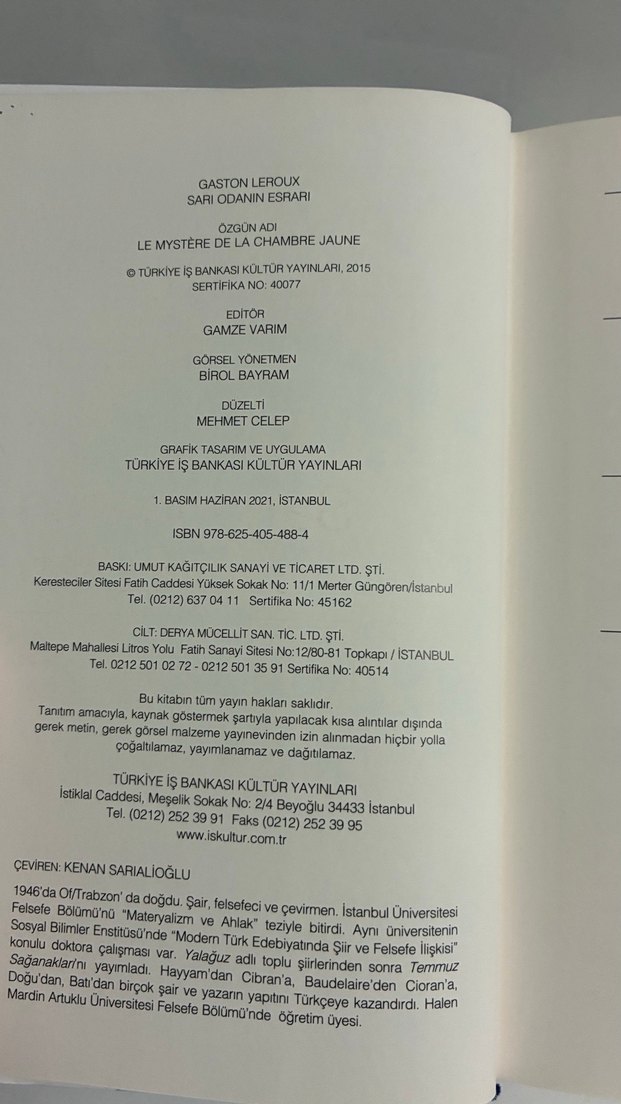 GASTON LEROUX
SARI ODANIN ESRARI
ÖZGÜN ADI
LE MYSTÈRE DE LA CHAMBRE JAUNE
© TÜRKİYE İŞ BANKASI KÜLTÜR YAYINLARI, 2015
SERTİFİKA NO: 40077
EDİTÖR
GAMZE VARIM
GÖRSEL YÖNETMEN
BİROL BAYRAM
DÜZELTİ
MEHMET CELEP
GRAFİK TASARIM VE UYGULAMA
TÜRKİYE İŞ BANKASI KÜLTÜR YAYINLARI
1. BASIM HAZİRAN 2021, İSTANBUL
ISBN 978-625-405-488-4
BASKI: UMUT KAĞITÇILIK SANAYİ VE TİCARET LTD. ŞTİ.
Keresteciler Sitesi Fatih Caddesi Yüksek Sokak No: 11/1 Merter Güngören/İstanbul
Tel. (0212) 637 04 11 Sertifika No: 45162
CİLT: DERYA MÜCELLİT SAN. TİC. LTD. ŞTİ.
Maltepe Mahallesi Litros Yolu Fatih Sanayi Sitesi No:12/80-81 Topkapı / İSTANBUL
Tel. 0212 501 02 72 - 0212 501 35 91 Sertifika No: 40514
Bu kitabın tüm yayın hakları saklıdır.
Tanıtım amacıyla, kaynak göstermek şartıyla yapılacak kısa alıntılar dışında
gerek metin, gerek görsel malzeme yayınevinden izin alınmadan hiçbir yolla
çoğaltılamaz, yayımlanamaz ve dağıtılamaz.
TÜRKİYE İŞ BANKASI KÜLTÜR YAYINLARI
İstiklal Caddesi, Meşelik Sokak No: 2/4 Beyoğlu 34433 İstanbul
Tel. (0212) 252 39 91 Faks (0212) 252 39 95
www.iskultur.com.tr
ÇEVİREN: KENAN SARIALİOĞLU
1946'da Of/Trabzon' da doğdu. Şair, felsefeci ve çevirmen. İstanbul Üniversitesi
Felsefe Bölümü'nü "Materyalizm ve Ahlak" teziyle bitirdi. Aynı üniversitenin
Sosyal Bilimler Enstitüsü'nde "Modern Türk Edebiyatında Şiir ve Felsefe İlişkisi"
konulu doktora çalışması var. Yalağuz adlı toplu şiirlerinden sonra Temmuz
Sağanakları'nı yayımladı. Hayyam'dan Cibran'a, Baudelaire'den Cioran'a,
Doğu'dan, Batı'dan birçok şair ve yazarın yapıtını Türkçeye kazandırdı. Halen
Mardin Artuklu Üniversitesi Felsefe Bölümü'nde öğretim üyesi.